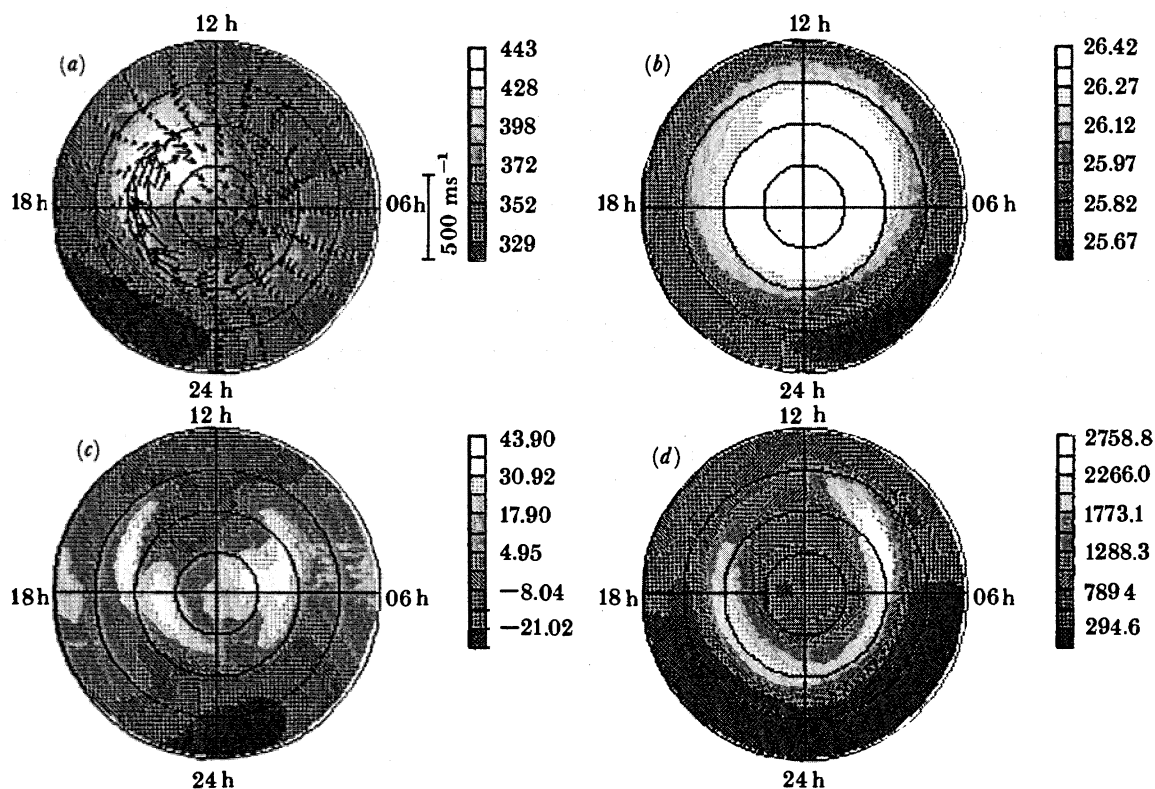 12 h
(a)
443
428
398
372
352
329
18h
06h
500 ms⁻¹
24 h
12 h
(b)
26.42
26.27
26.12
25.97
25.82
25.67
18h
06 h
24 h
12 h
(c)
43.90
30.92
17.90
4.95
−8.04
−21.02
18h
06 h
24 h
12 h
(d)
2758.8
2266.0
1773.1
1288.3
789 4
294.6
18h
06h
24 h